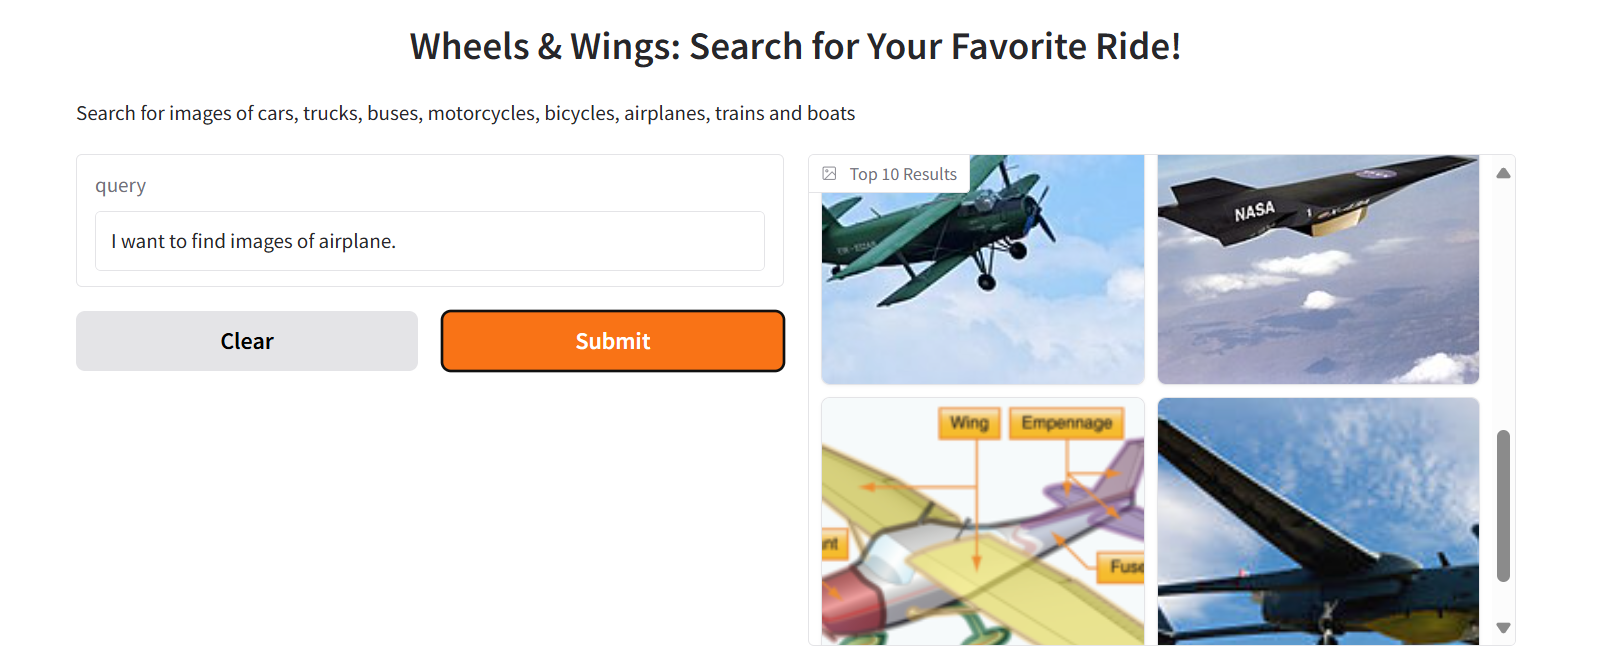 Wheels & Wings: Search for Your Favorite Ride!
Search for images of cars, trucks, buses, motorcycles, bicycles, airplanes, trains and boats
query
I want to find images of airplane.
Clear
Submit
Top 10 Results
NASA
Wing
Empennage
nt
Fuse